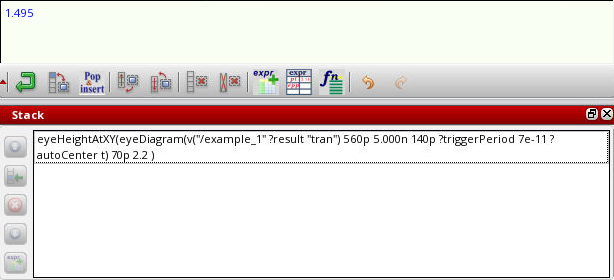 1.495
Pop
&
insert
expr
expr
fn
Stack
eyeHeightAtXY(eyeDiagram(v("/example_1" ?result "tran") 560p 5.000n 140p ?triggerPeriod 7e-11 ?
autoCenter t) 70p 2.2 )
expr